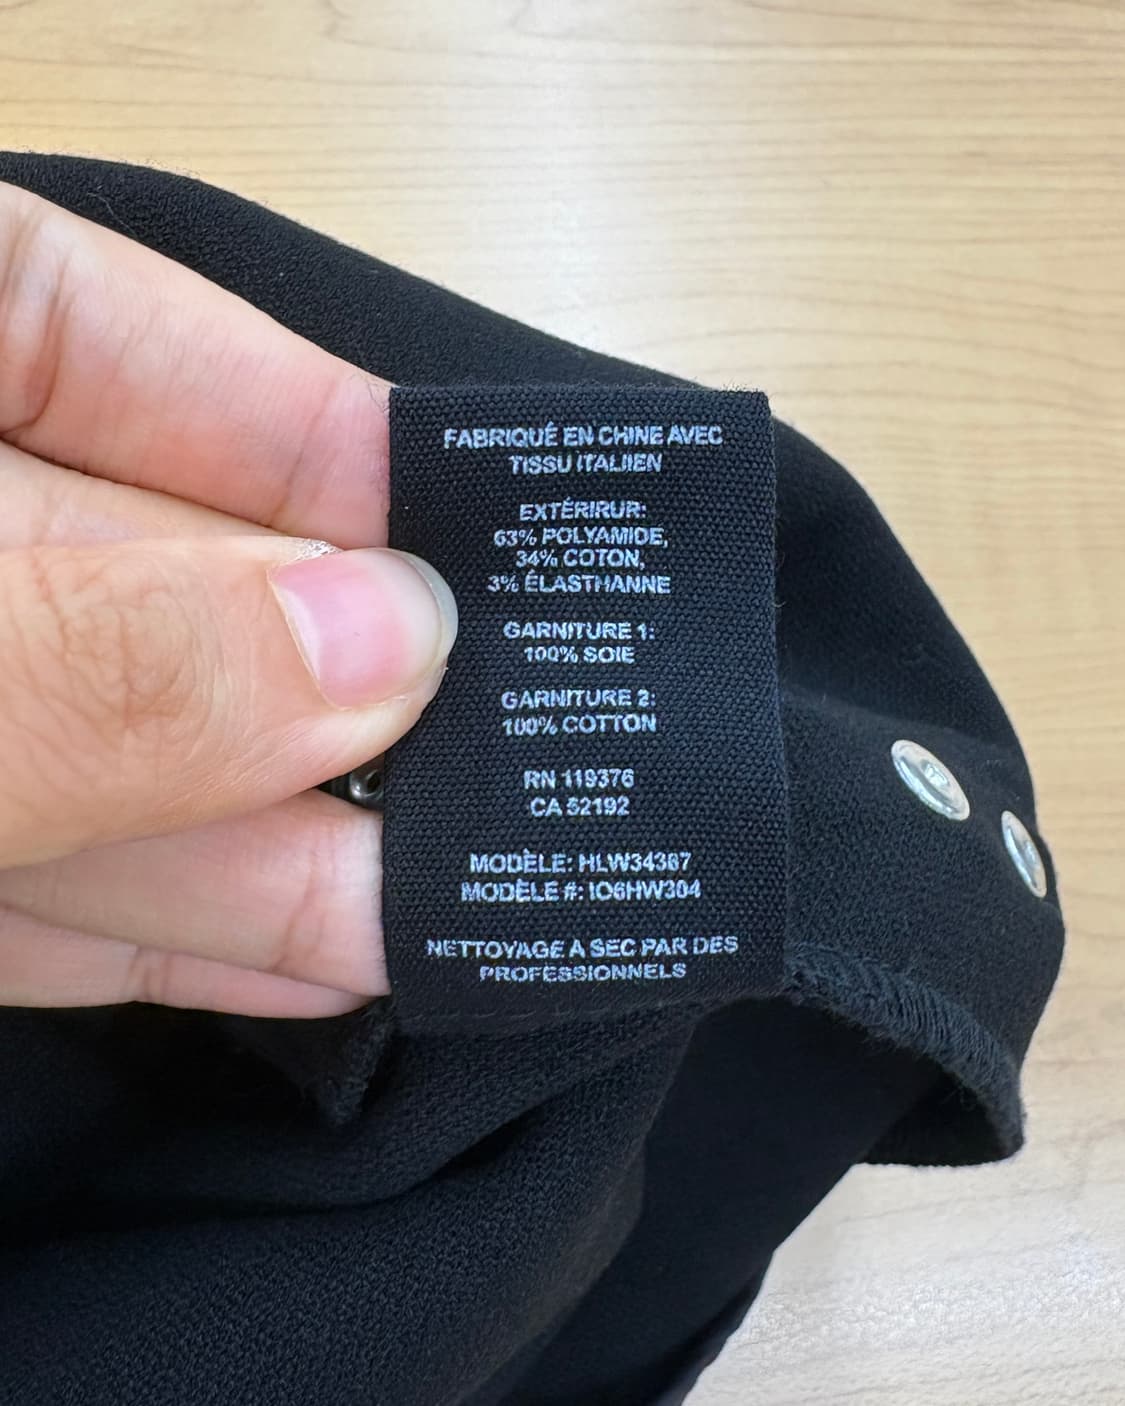 FABRIQUÉ EN CHINE AVEC
TISSU ITALIIEN
EXTÉRIRUR:
63% POLYAMIDE,
34% COTON,
3% ÉLASTHANNE
GARNITURE 1:
100% SOIE
GARNITURE 2:
100% COTTON
RN 119376
CA 52192
MODÈLE: HLW34387
MODÈLE #: IO6HW304
NETTOYAGE A SEC PAR DES
PROFESSIONNELS